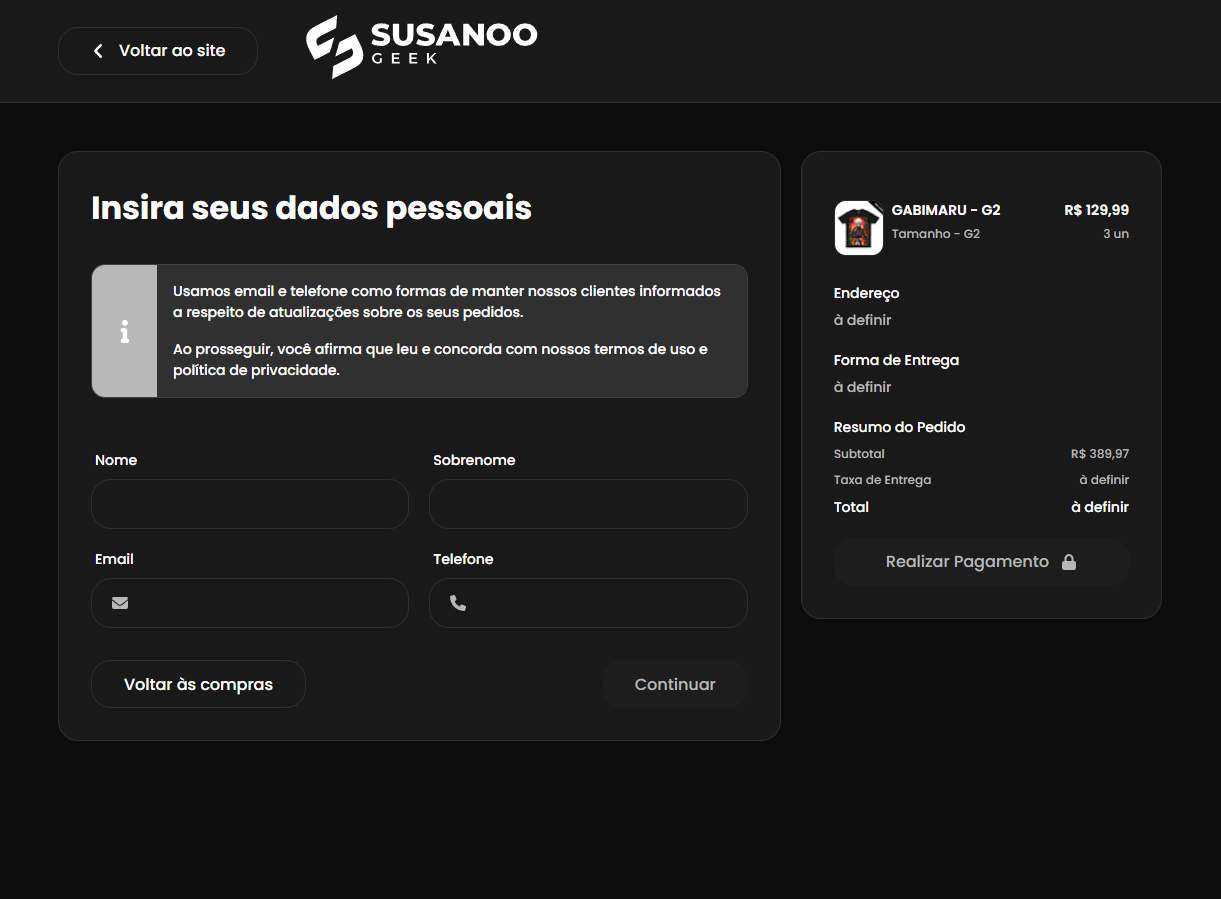 Voltar ao site
SUSANOO
GEEK
Insira seus dados pessoais
Usamos email e telefone como formas de manter nossos clientes informados
a respeito de atualizações sobre os seus pedidos.
Ao prosseguir, você afirma que leu e concorda com nossos termos de uso e
política de privacidade.
Nome
Sobrenome
Email
Telefone
Voltar às compras
Continuar
GABIMARU - G2
R$ 129,99
Tamanho - G2
3 un
Endereço
à definir
Forma de Entrega
à definir
Resumo do Pedido
Subtotal
R$ 389,97
Taxa de Entrega
à definir
Total
à definir
Realizar Pagamento